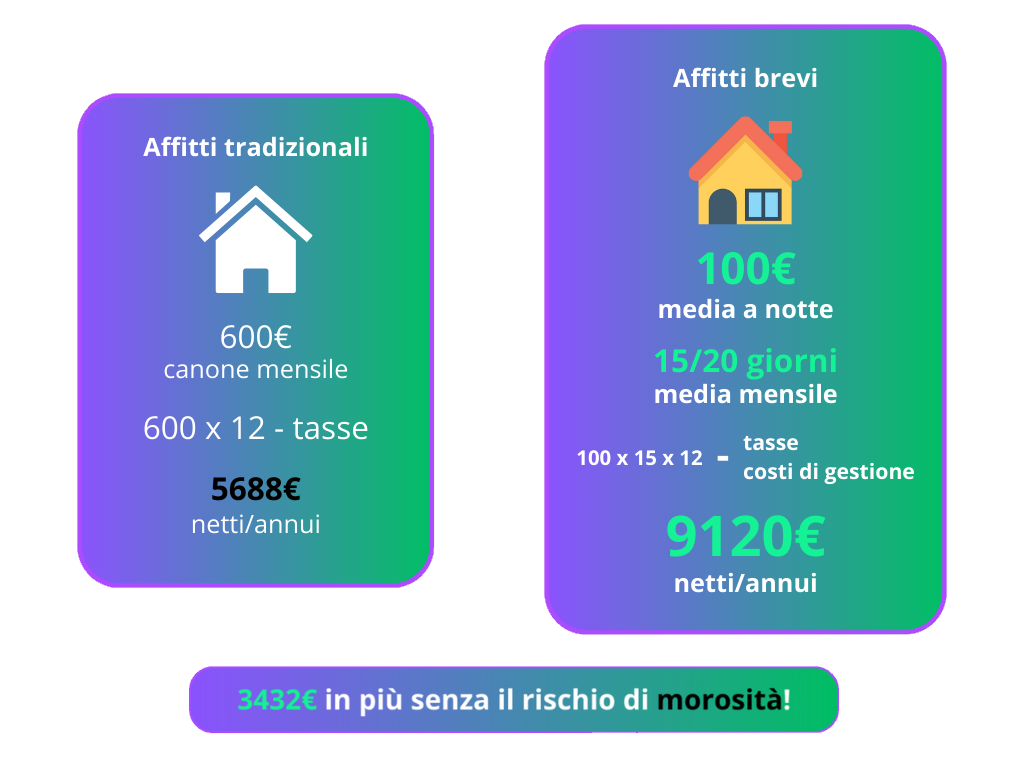 Affitti tradizionali
600€
canone mensile
600 x 12 - tasse
5688€
netti/annui
Affitti brevi
100€
media a notte
15/20 giorni
media mensile
100 x 15 x 12 - tasse
costi di gestione
9120€
netti/annui
3432€ in più senza il rischio di morosità!